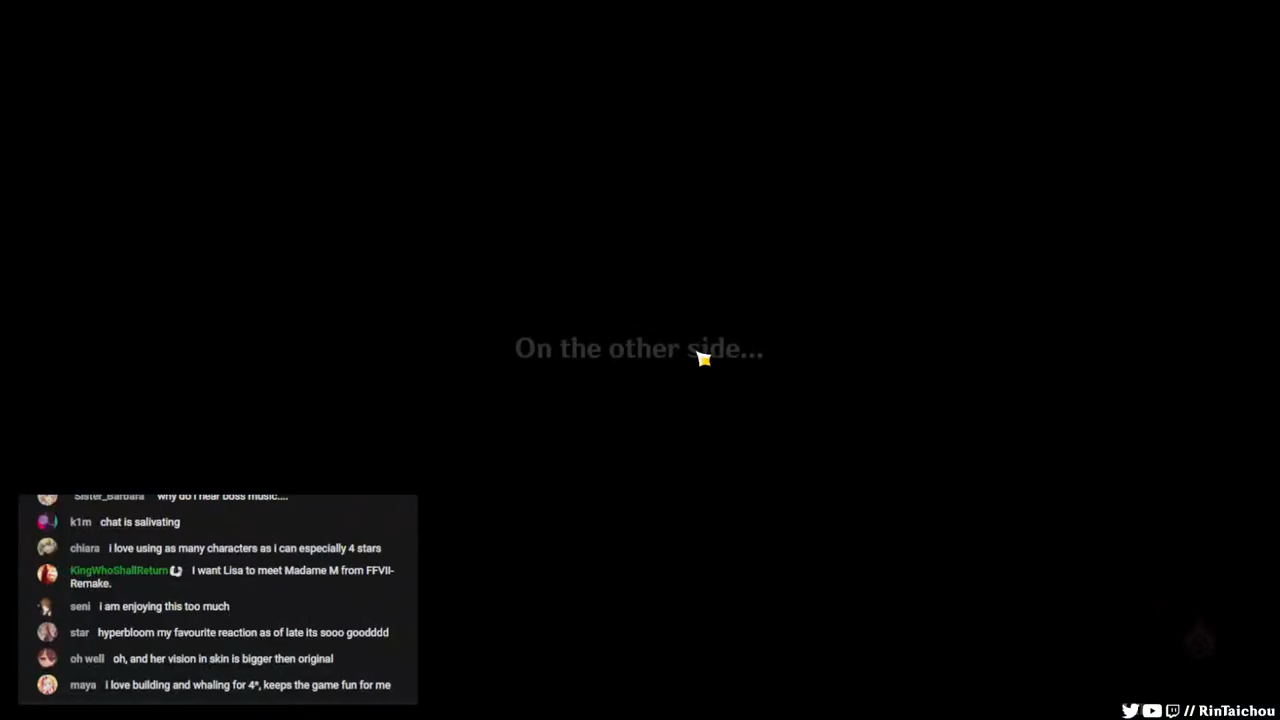 On the other side...
Sister_Barbara why do i hear boss music....
k1m chat is salivating
chiara i love using as many characters as i can especially 4 stars
KingWhoShallReturn I want Lisa to meet Madame M from FFVII-
Remake.
seni i am enjoying this too much
star hyperbloom my favourite reaction as of late its sooo goodddd
oh well oh, and her vision in skin is bigger then original
maya I love building and whaling for 4*, keeps the game fun for me
// RinTaichou